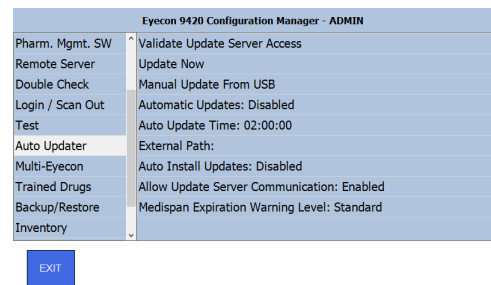 Eyecon 9420 Configuration Manager - ADMIN
Pharm. Mgmt. SW
Remote Server
Double Check
Login / Scan Out
Test
Auto Updater
Multi-Eyecon
Trained Drugs
Backup/Restore
Inventory
Validate Update Server Access
Update Now
Manual Update From USB
Automatic Updates: Disabled
Auto Update Time: 02:00:00
External Path:
Auto Install Updates: Disabled
Allow Update Server Communication: Enabled
Medispan Expiration Warning Level: Standard
EXIT